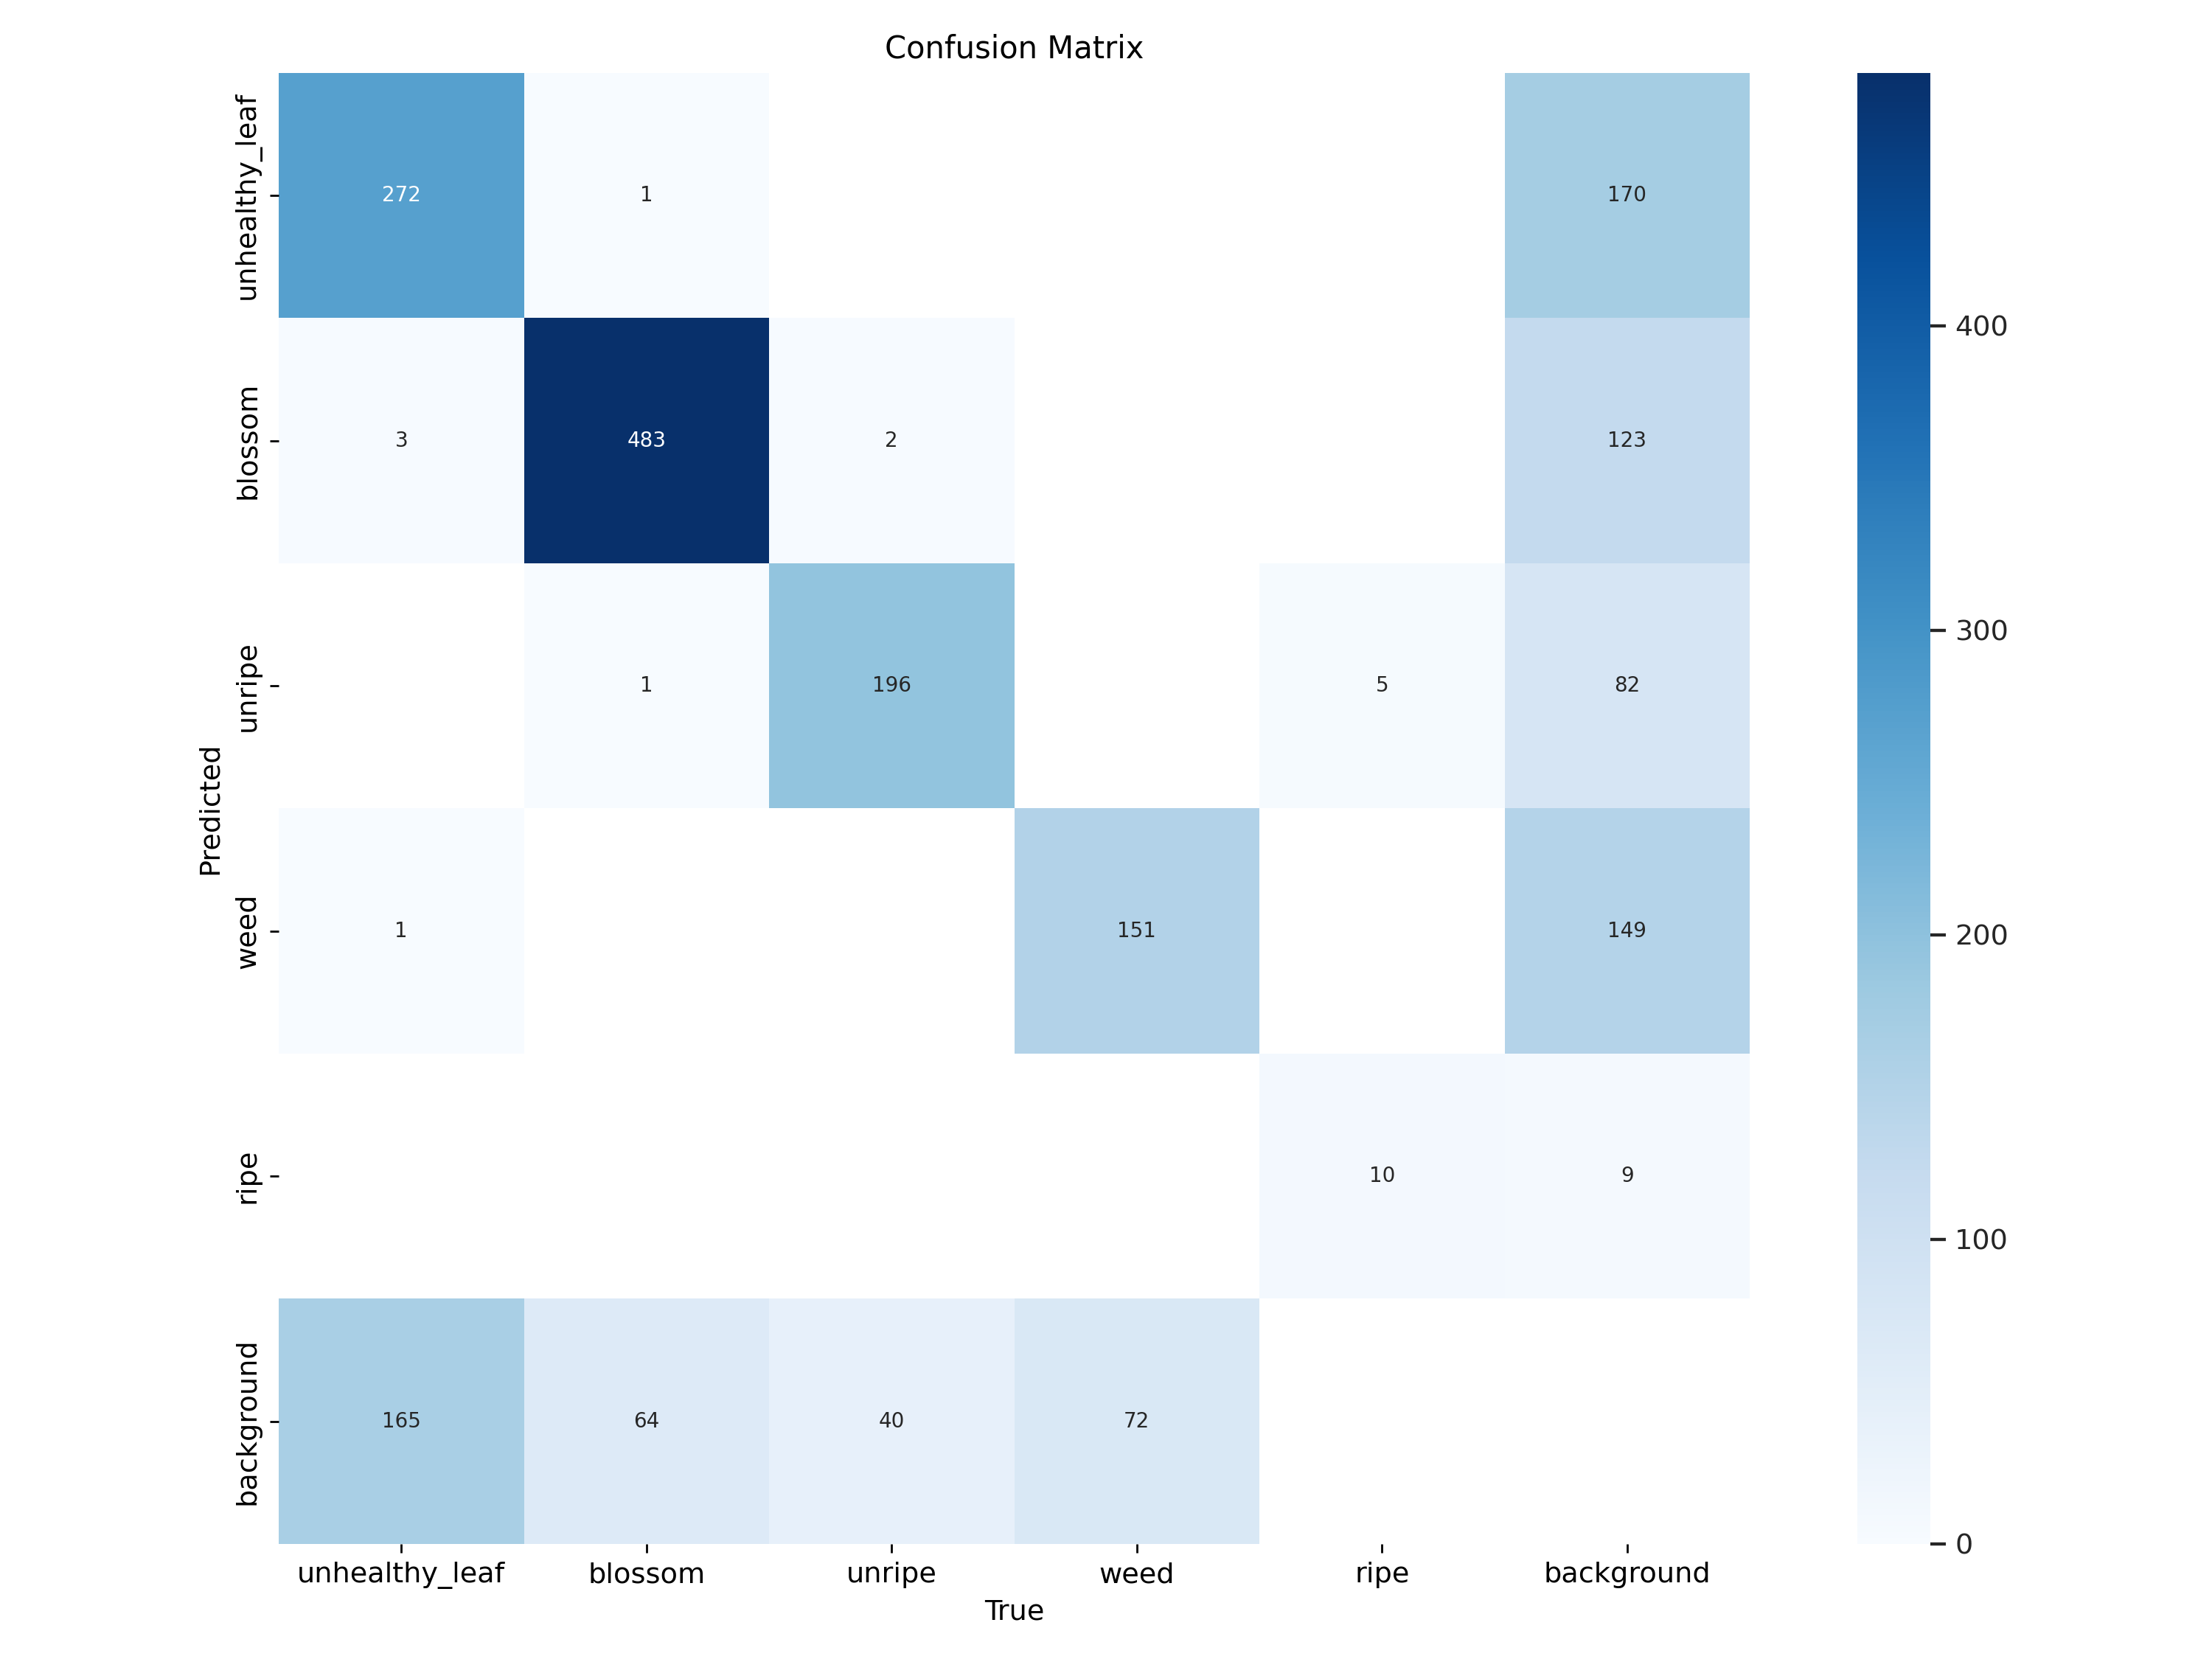 Confusion Matrix
unhealthy_leaf
272 1 170
blossom
3 483 2 123
unripe
1 196 5 82
weed
1 151 149
ripe
10 9
background
165 64 40 72
Predicted
unhealthy_leaf blossom unripe weed ripe background
True
400
300
200
100
0